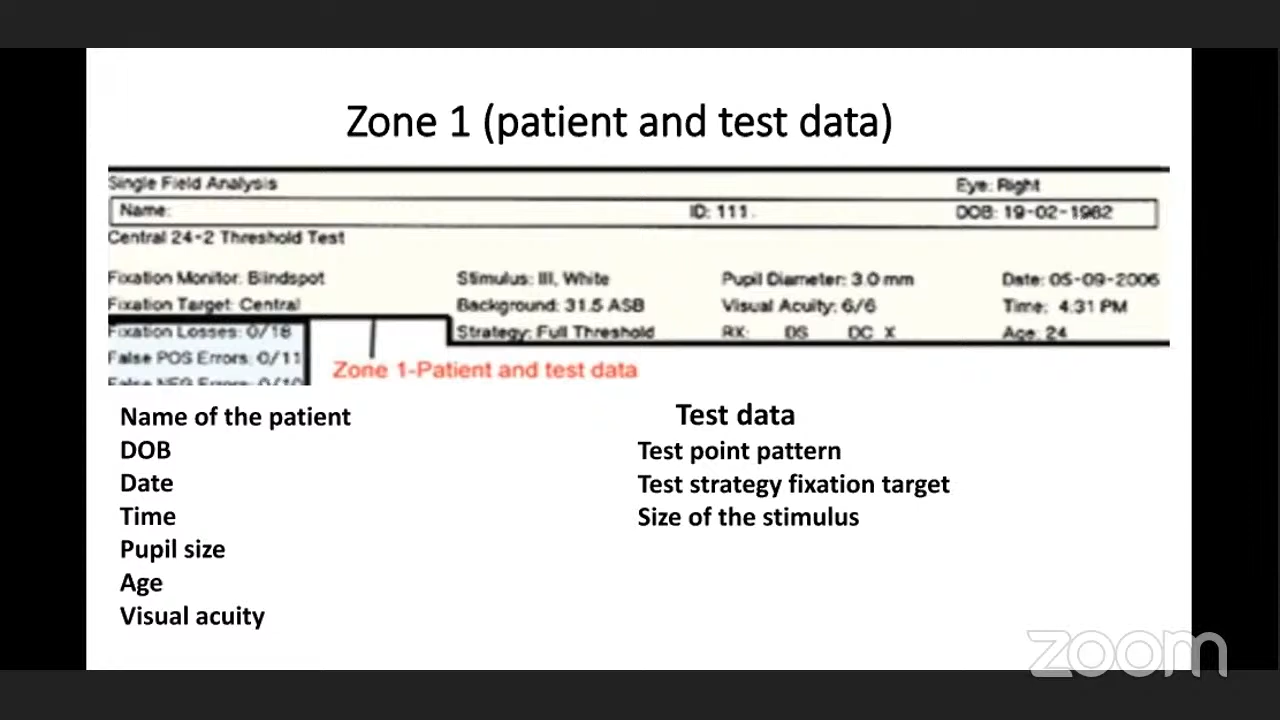 Zone 1 (patient and test data)
Single Field Analysis Eye: Right
Name: ID: 111. DOB: 19-02-1982
Central 24-2 Threshold Test
Fixation Monitor: Blindspot Stimulus: III, White Pupil Diameter: 3.0 mm Date: 05-09-2006
Fixation Target: Central Background: 31.5 ASB Visual Acuity: 6/6 Time: 4:31 PM
Fixation Losses: 0/18 Strategy: Full Threshold RX: DS DC X Age: 24
False POS Errors: 0/11
False NEG Errors: 0/10
Zone 1-Patient and test data
Name of the patient
DOB
Date
Time
Pupil size
Age
Visual acuity
Test data
Test point pattern
Test strategy fixation target
Size of the stimulus
zoom